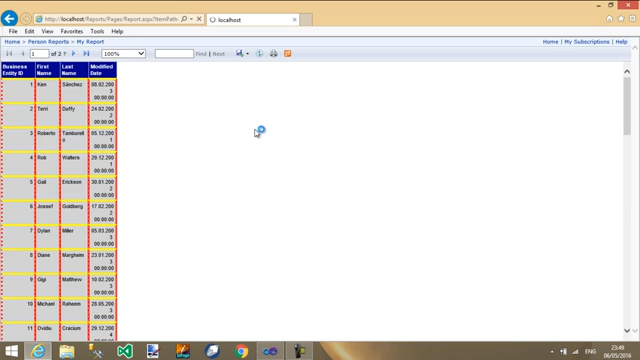 http://localhost/Reports/Pages/Report.aspx?ItemPath
localhost
File Edit View Favorites Tools Help
Home > Person Reports > My Report
Home | My Subscriptions | Help
1 of 2 ? 100% Find | Next
Business Entity ID First Name Last Name Modified Date
1 Ken Sánchez 08.02.2003 00:00:00
2 Terri Duffy 24.02.2002 00:00:00
3 Roberto Tamburello 05.12.2001 00:00:00
4 Rob Walters 29.12.2001 00:00:00
5 Gail Erickson 30.01.2002 00:00:00
6 Jossef Goldberg 17.02.2002 00:00:00
7 Dylan Miller 05.03.2003 00:00:00
8 Diane Margheim 23.01.2003 00:00:00
9 Gigi Matthew 10.02.2003 00:00:00
10 Michael Raheem 28.05.2003 00:00:00
11 Ovidiu Cracium 29.12.2004
ENG
23:49
06/05/2016